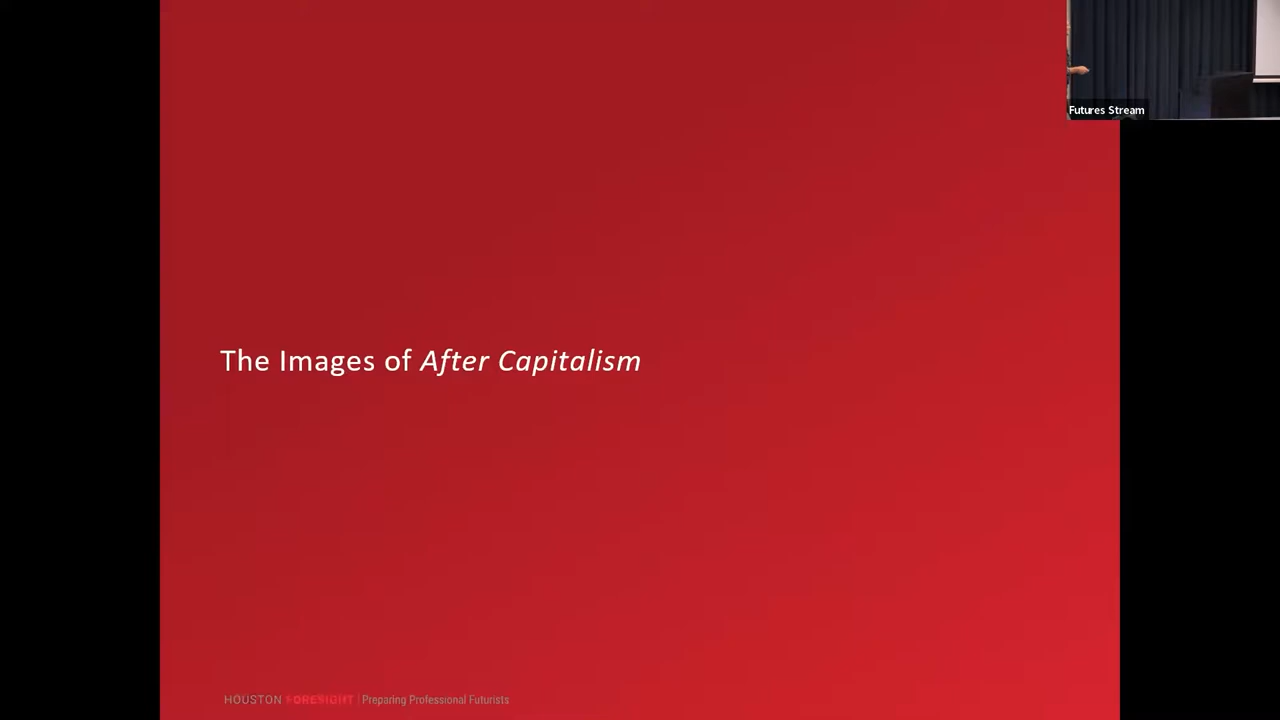 Futures Stream
The Images of After Capitalism
HOUSTON FORESIGHT | Preparing Professional Futurists